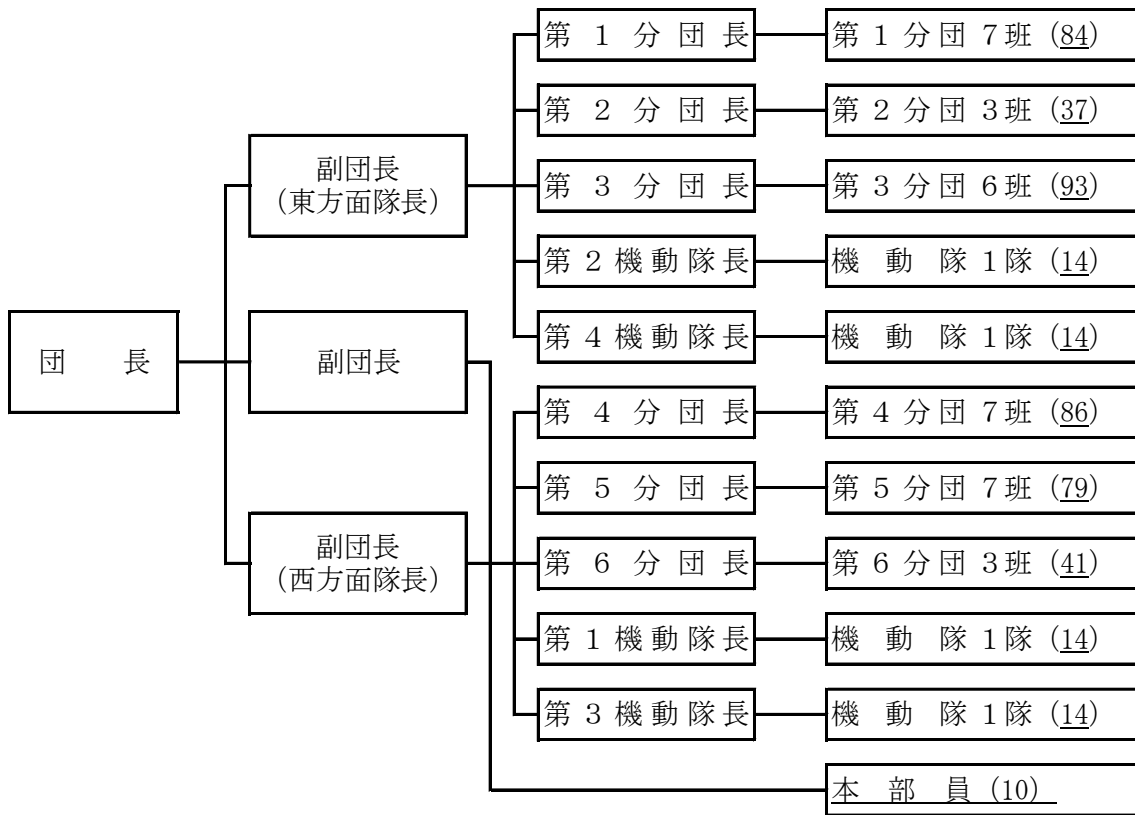 団 長
副団長
(東方面隊長)
副団長
副団長
(西方面隊長)
第 1 分 団 長
第 1 分 団 7 班 (84)
第 2 分 団 長
第 2 分 団 3 班 (37)
第 3 分 団 長
第 3 分 団 6 班 (93)
第 2 機 動 隊 長
機 動 隊 1 隊 (14)
第 4 機 動 隊 長
機 動 隊 1 隊 (14)
第 4 分 団 長
第 4 分 団 7 班 (86)
第 5 分 団 長
第 5 分 団 7 班 (79)
第 6 分 団 長
第 6 分 団 3 班 (41)
第 1 機 動 隊 長
機 動 隊 1 隊 (14)
第 3 機 動 隊 長
機 動 隊 1 隊 (14)
本 部 員 (10)